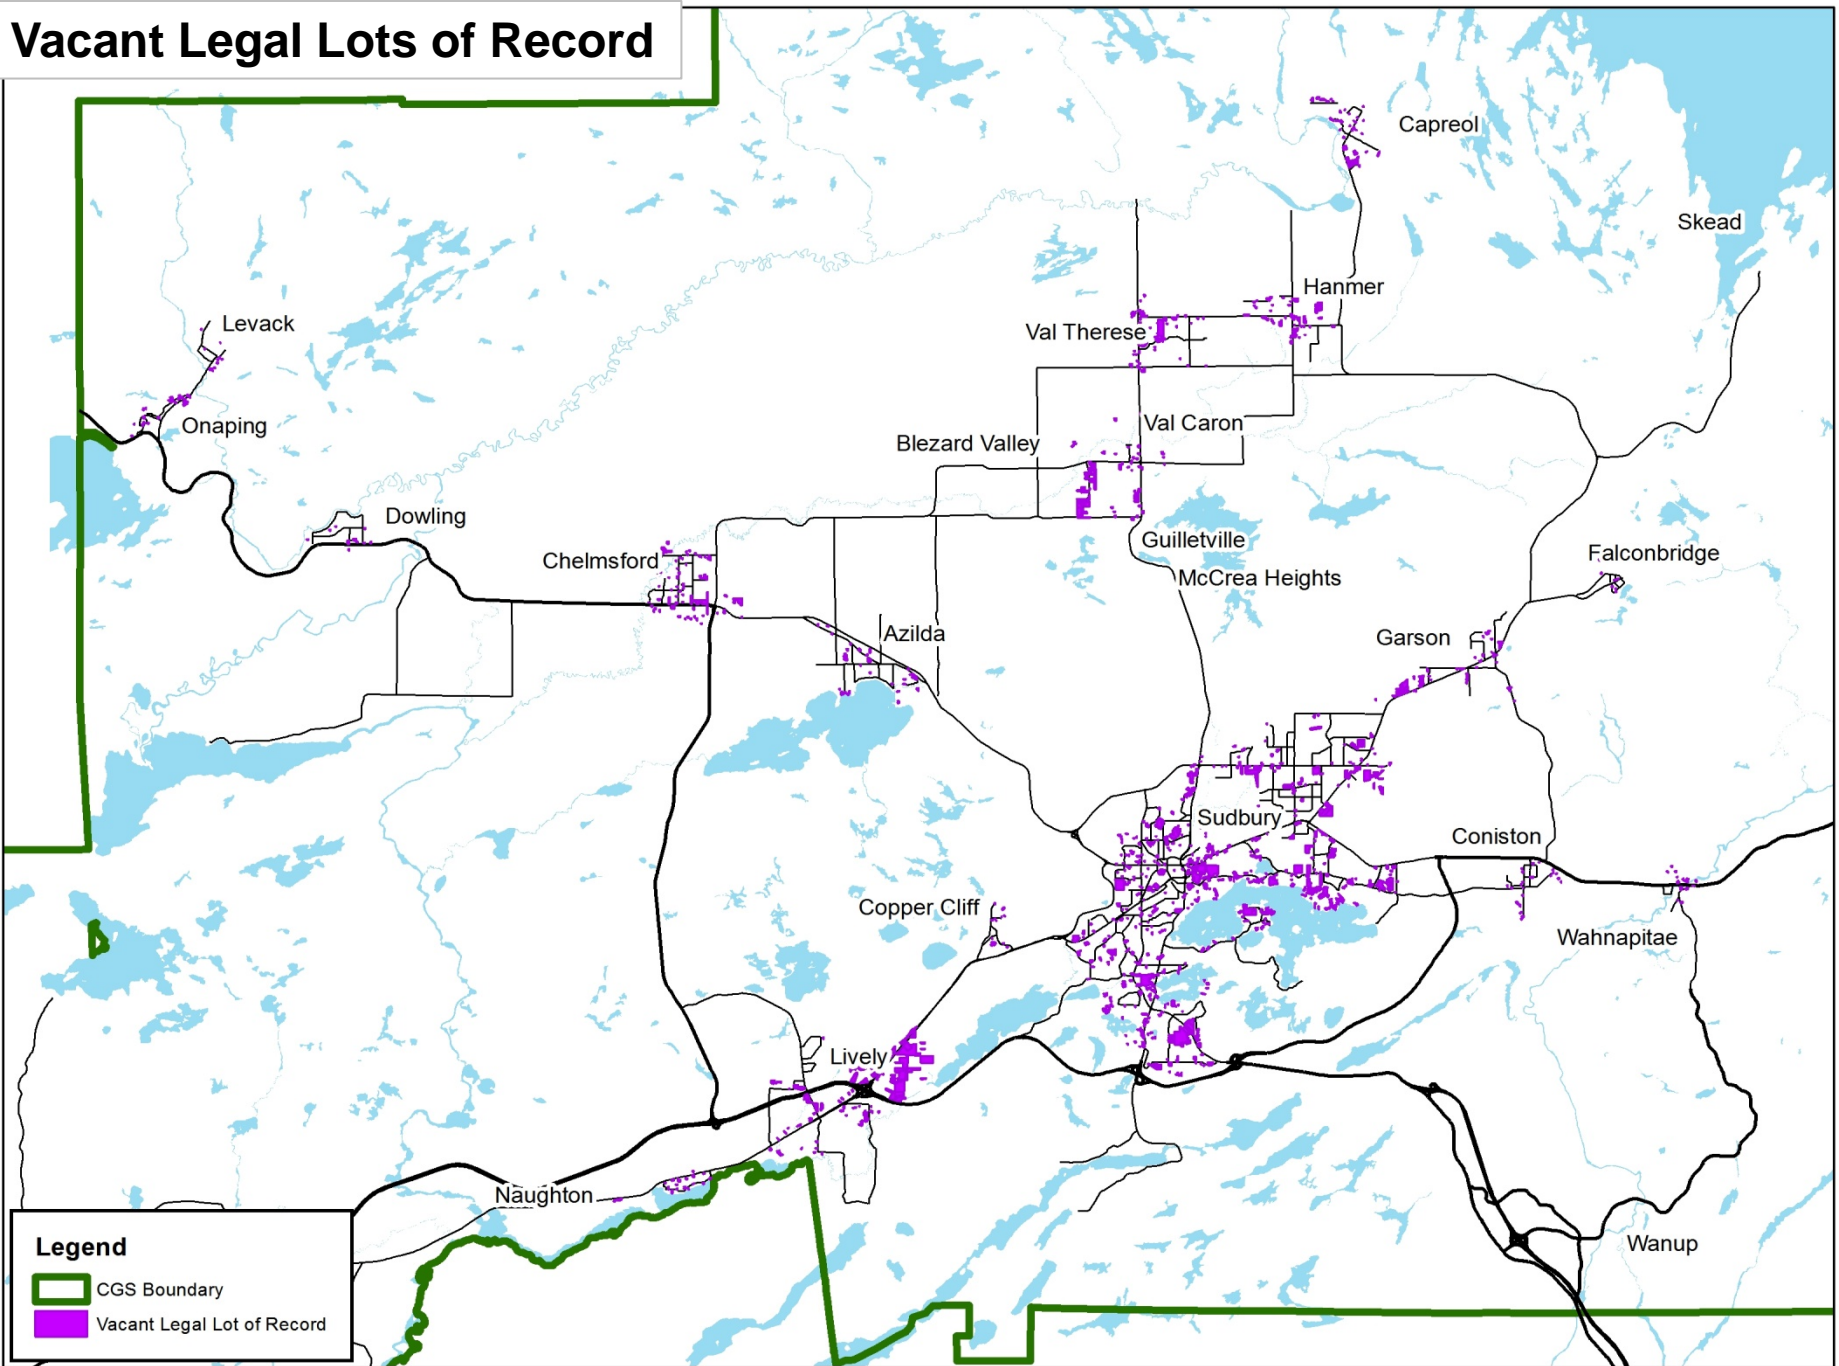 Vacant Legal Lots of Record
Capreol
Skead
Hanmer
Levack
Val Therese
Onaping
Val Caron
Blezard Valley
Dowling
Guilletville
Chelmsford
Falconbridge
McCrea Heights
Azilda
Garson
Sudbury
Coniston
Copper Cliff
Wahnapitae
Lively
Naughton
Wanup
Legend
CGS Boundary
Vacant Legal Lot of Record